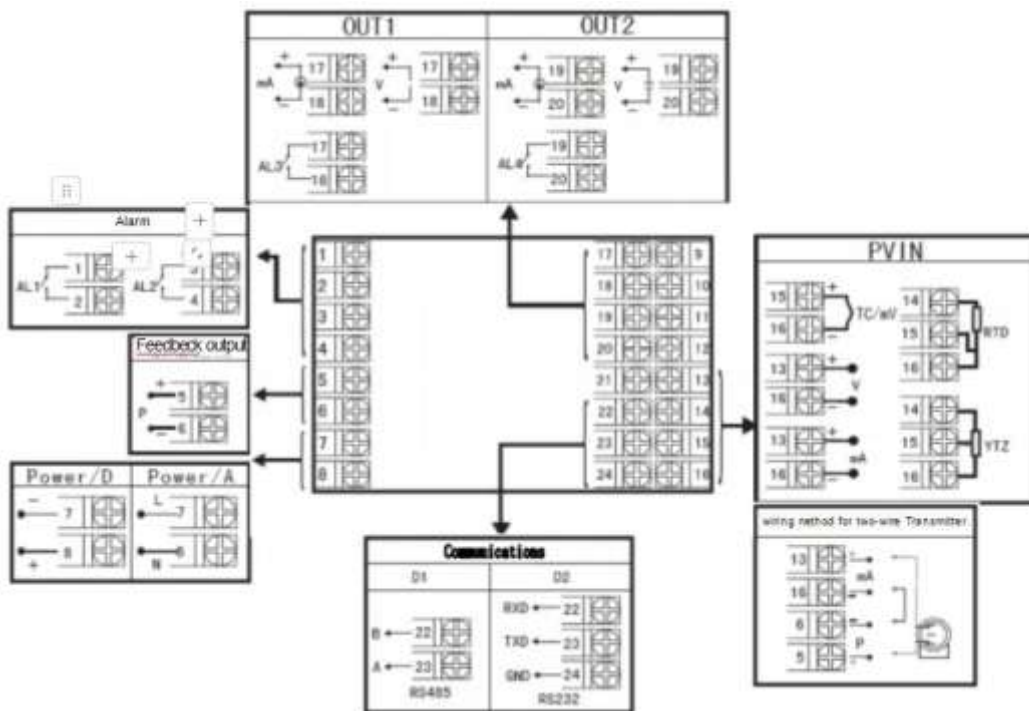 OUT1
OUT2
+
mA
-
17
18
+
V
-
17
18
+
mA
-
19
20
+
V
-
19
20
AL3
17
18
AL4
19
20
Alarm
AL1
1
2
AL2
3
4
Feedbeck output
+
P
-
5
6
Power/D
Power/A
-
7
8
+
L
7
N
1
2
3
4
5
6
7
8
17
9
18
10
19
11
20
12
21
13
22
14
23
15
24
16
PVIN
15
+
TC/mV
16
-
14
15
RTD
16
13
+
V
16
-
13
+
mA
16
-
14
15
YTZ
16
wiring nethod for two-wire Transmitter
13
mA
16
6
P
5
Communications
D1
D2
B
22
A
23
RS485
RXD
22
TXD
23
GND
24
RS232